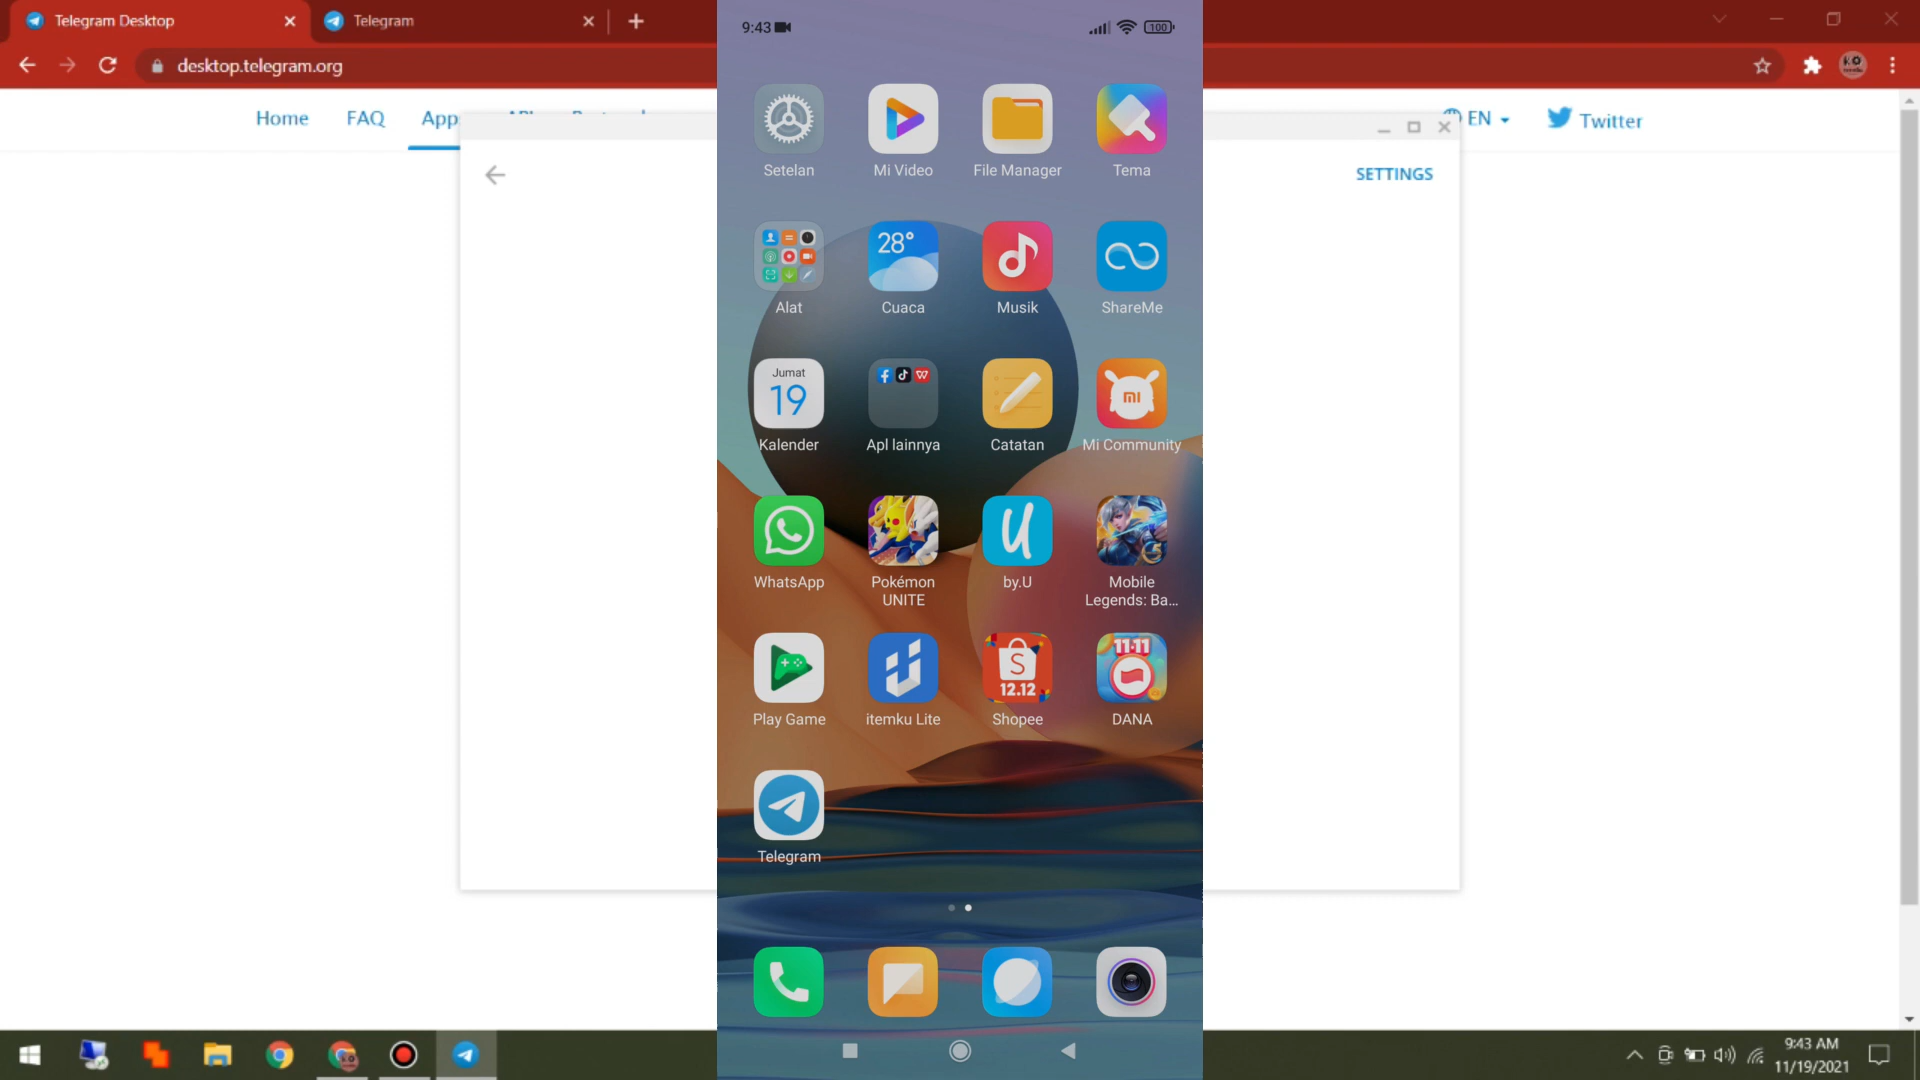 Telegram Desktop
Telegram
desktop.telegram.org
Home
FAQ
App
EN
Twitter
SETTINGS
9:43
100
Setelan
Mi Video
File Manager
Tema
28°
Alat
Cuaca
Musik
ShareMe
Jumat
19
mi
Kalender
Apl lainnya
Catatan
Mi Community
U
WhatsApp
Pokémon
UNITE
by.U
Mobile
Legends: Ba...
S
12.12
11.11
Play Game
itemku Lite
Shopee
DANA
Telegram
9:43 AM
11/19/2021